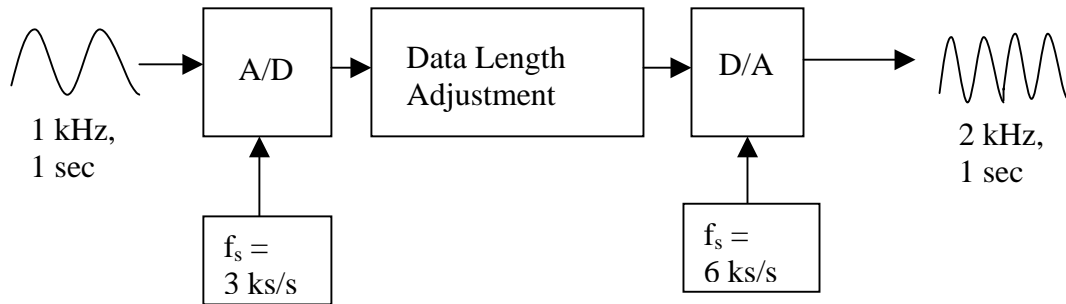 A/D
Data Length
Adjustment
D/A
1 kHz,
1 sec
2 kHz,
1 sec
fₛ =
3 ks/s
fₛ =
6 ks/s